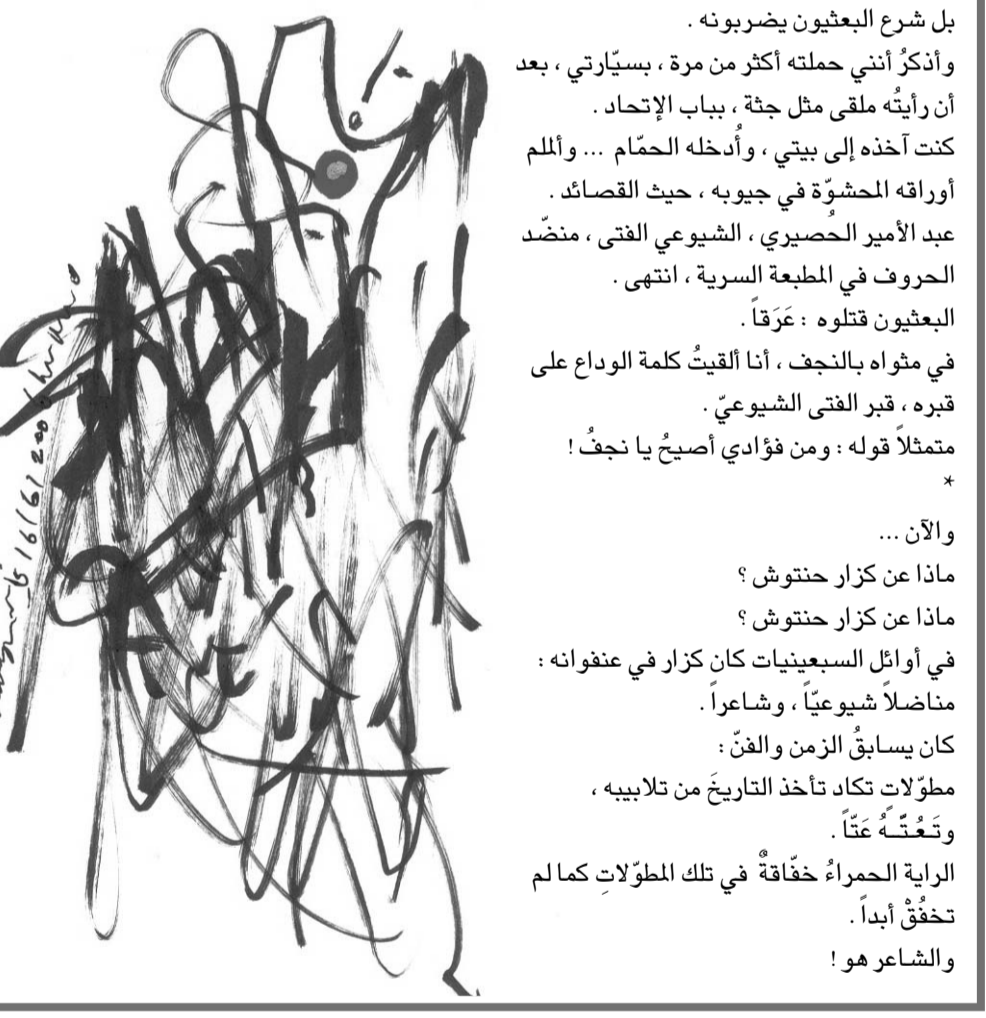 بل شرع البعثيون يضربونه .
وأذكرُ أنني حملته أكثر من مرة ، بسيّارتي ، بعد
أن رأيتُه ملقى مثل جثة ، بباب الإتحاد .
كنت آخذه إلى بيتي ، وأُدخله الحمّام ... وألملم
أوراقه المحشوّة في جيوبه ، حيث القصائد .
عبد الأمير الحُصيري ، الشيوعي الفتى ، منضّد
الحروف في المطبعة السرية ، انتهى .
البعثيون قتلوه : عَرَقاً .
في مثواه بالنجف ، أنا ألقيتُ كلمة الوداع على
قبره ، قبر الفتى الشيوعيّ .
متمثلاً قوله : ومن فؤادي أصيحُ يا نجفُ !
*
والآن ...
ماذا عن كزار حنتوش ؟
ماذا عن كزار حنتوش ؟
في أوائل السبعينيات كان كزار في عنفوانه :
مناضلاً شيوعيّاً ، وشاعراً .
كان يسابقُ الزمن والفنّ :
مطوّلات تكاد تأخذ التاريخَ من تلابيبه ،
وتَـعُـتُّــهُ عَتّاً .
الراية الحمراءُ خفّاقةٌ في تلك المطوّلاتِ كما لم
تخفُقْ أبداً .
والشاعر هو !